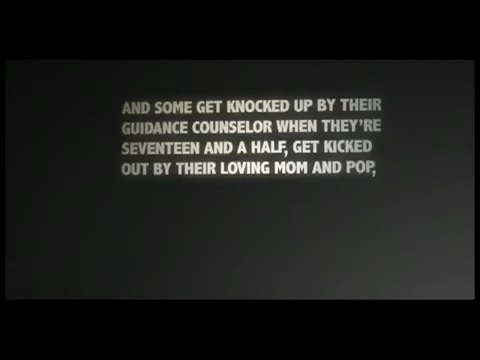 AND SOME GET KNOCKED UP BY THEIR
GUIDANCE COUNSELOR WHEN THEY'RE
SEVENTEEN AND A HALF, GET KICKED
OUT BY THEIR LOVING MOM AND POP,